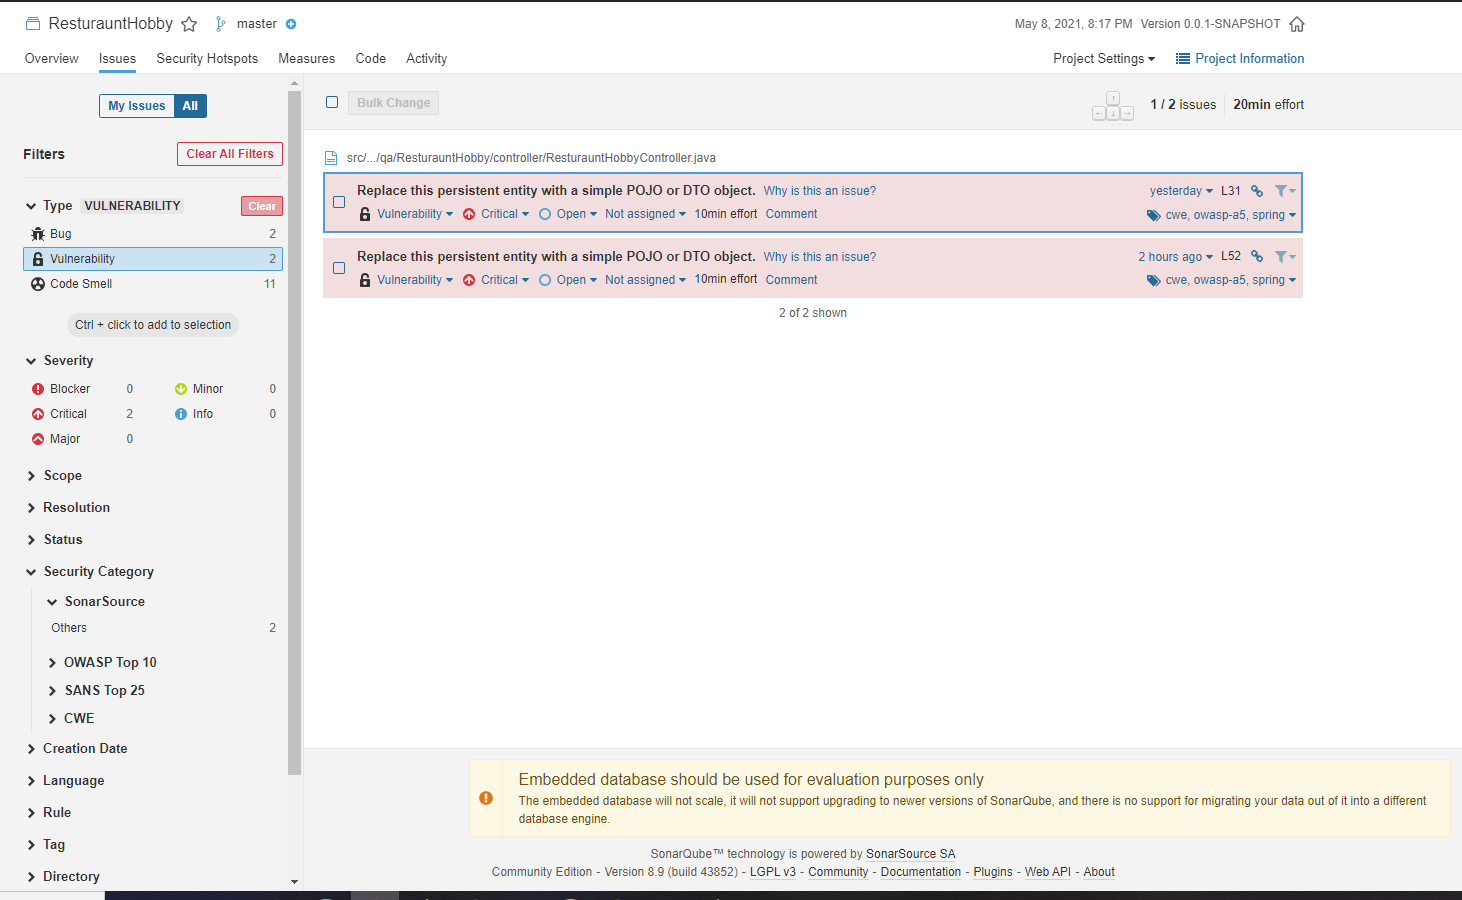 ResturauntHobby master
May 8, 2021, 8:17 PM Version 0.0.1-SNAPSHOT
Overview Issues Security Hotspots Measures Code Activity
Project Settings Project Information
My Issues All
Bulk Change
1 / 2 issues 20min effort
Filters Clear All Filters
Type VULNERABILITY Clear
Bug 2
Vulnerability 2
Code Smell 11
Ctrl + click to add to selection
Severity
Blocker 0 Minor 0
Critical 2 Info 0
Major 0
Scope
Resolution
Status
Security Category
SonarSource
Others 2
OWASP Top 10
SANS Top 25
CWE
Creation Date
Language
Rule
Tag
Directory
src/.../qa/ResturauntHobby/controller/ResturauntHobbyController.java
Replace this persistent entity with a simple POJO or DTO object. Why is this an issue? yesterday L31
Vulnerability Critical Open Not assigned 10min effort Comment cwe, owasp-a5, spring
Replace this persistent entity with a simple POJO or DTO object. Why is this an issue? 2 hours ago L52
Vulnerability Critical Open Not assigned 10min effort Comment cwe, owasp-a5, spring
2 of 2 shown
Embedded database should be used for evaluation purposes only
The embedded database will not scale, it will not support upgrading to newer versions of SonarQube, and there is no support for migrating your data out of it into a different
database engine.
SonarQube™ technology is powered by SonarSource SA
Community Edition - Version 8.9 (build 43852) - LGPL v3 - Community - Documentation - Plugins - Web API - About